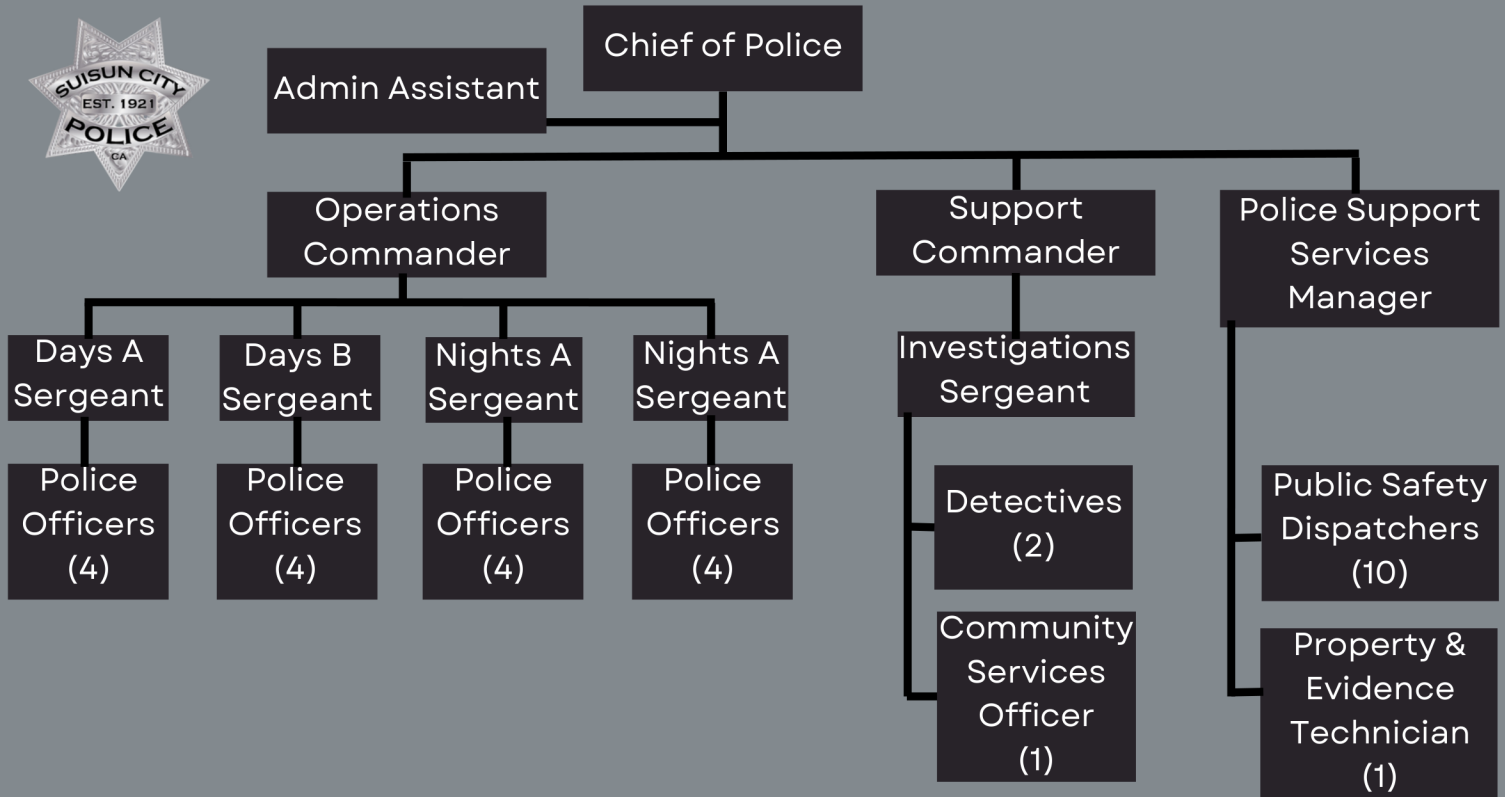 SUISUN CITY
EST. 1921
POLICE
CA
Chief of Police
Admin Assistant
Operations
Commander
Support
Commander
Police Support
Services
Manager
Days A
Sergeant
Days B
Sergeant
Nights A
Sergeant
Nights A
Sergeant
Investigations
Sergeant
Police
Officers
(4)
Police
Officers
(4)
Police
Officers
(4)
Police
Officers
(4)
Detectives
(2)
Public Safety
Dispatchers
(10)
Community
Services
Officer
(1)
Property &
Evidence
Technician
(1)